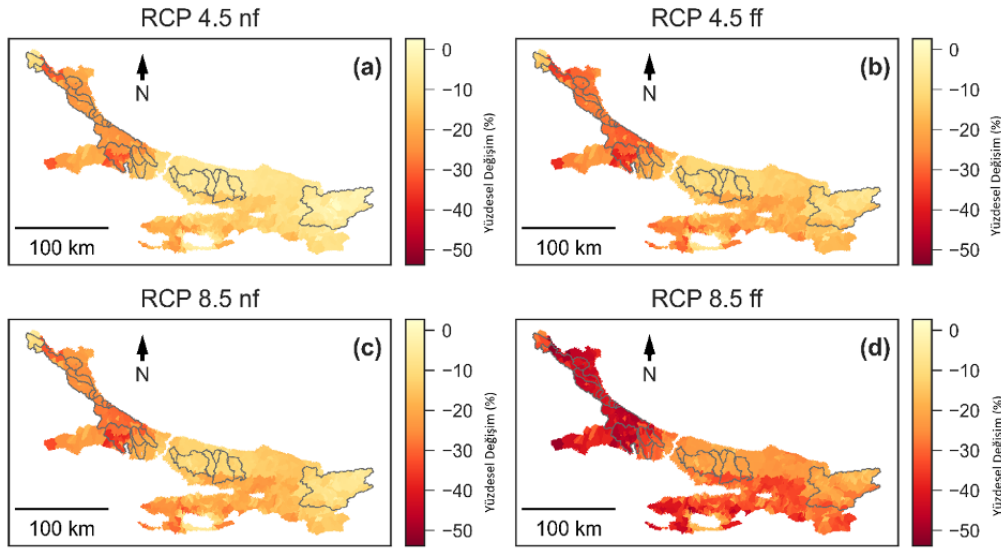 RCP 4.5 nf
(a)
N
100 km
0
−10
−20
−30
−40
−50
Yüzdesel Değişim (%)
RCP 4.5 ff
(b)
N
100 km
0
−10
−20
−30
−40
−50
Yüzdesel Değişim (%)
RCP 8.5 nf
(c)
N
100 km
0
−10
−20
−30
−40
−50
Yüzdesel Değişim (%)
RCP 8.5 ff
(d)
N
100 km
0
−10
−20
−30
−40
−50
Yüzdesel Değişim (%)